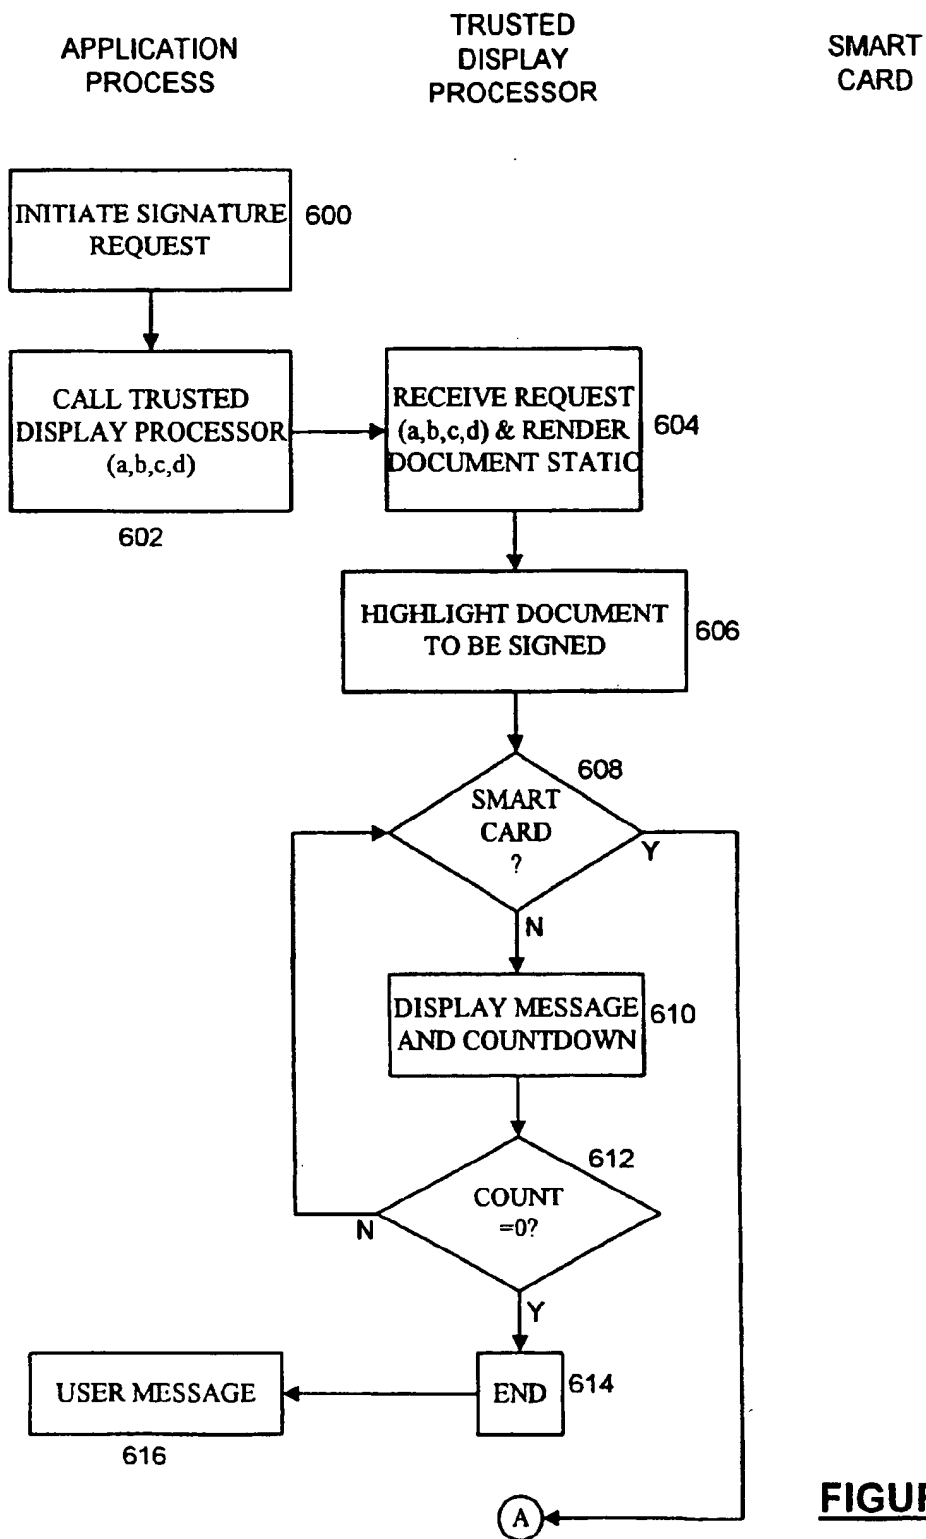 APPLICATION
PROCESS
TRUSTED
DISPLAY
PROCESSOR
SMART
CARD
INITIATE SIGNATURE
REQUEST
600
CALL TRUSTED
DISPLAY PROCESSOR
(a,b,c,d)
602
RECEIVE REQUEST
(a,b,c,d) & RENDER
DOCUMENT STATIC
604
HIGHLIGHT DOCUMENT
TO BE SIGNED
606
608
SMART
CARD
?
Y
N
DISPLAY MESSAGE
AND COUNTDOWN
610
612
COUNT
=0?
N
Y
USER MESSAGE
616
END
614
A